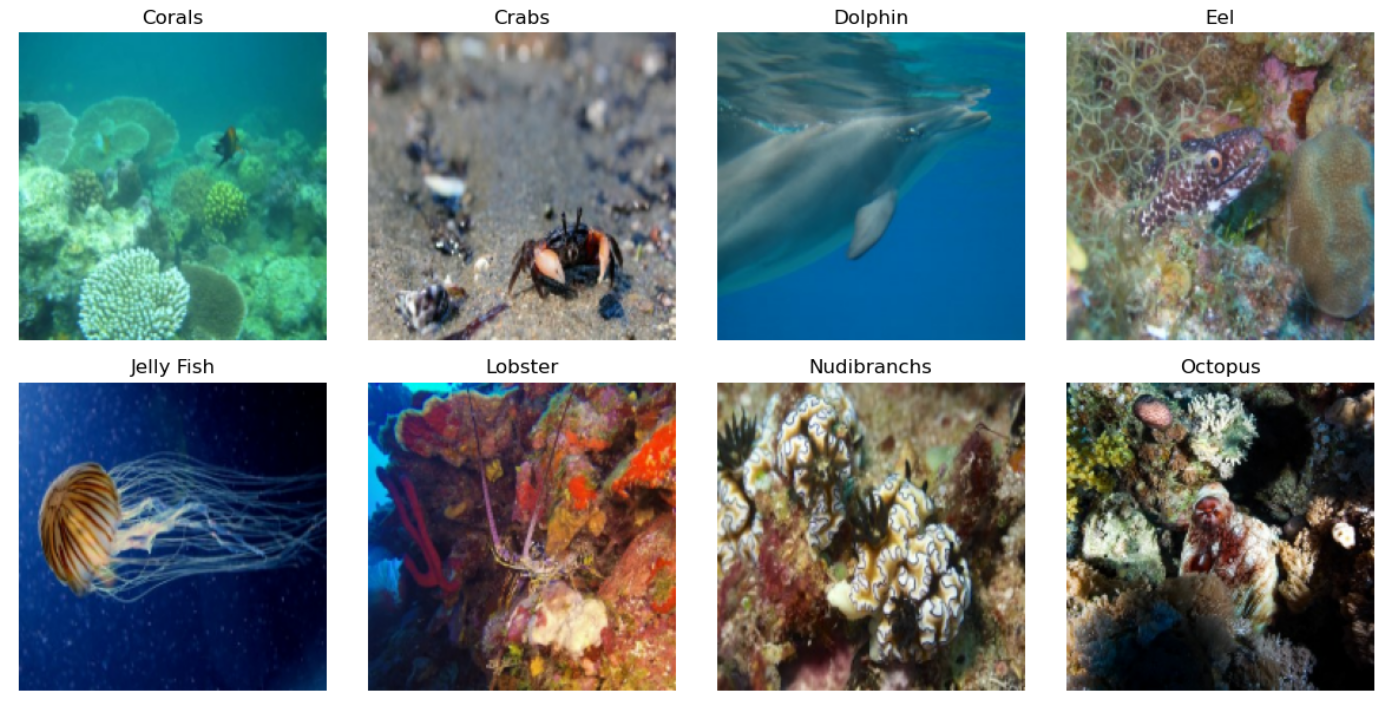 Corals
Crabs
Dolphin
Eel
Jelly Fish
Lobster
Nudibranchs
Octopus